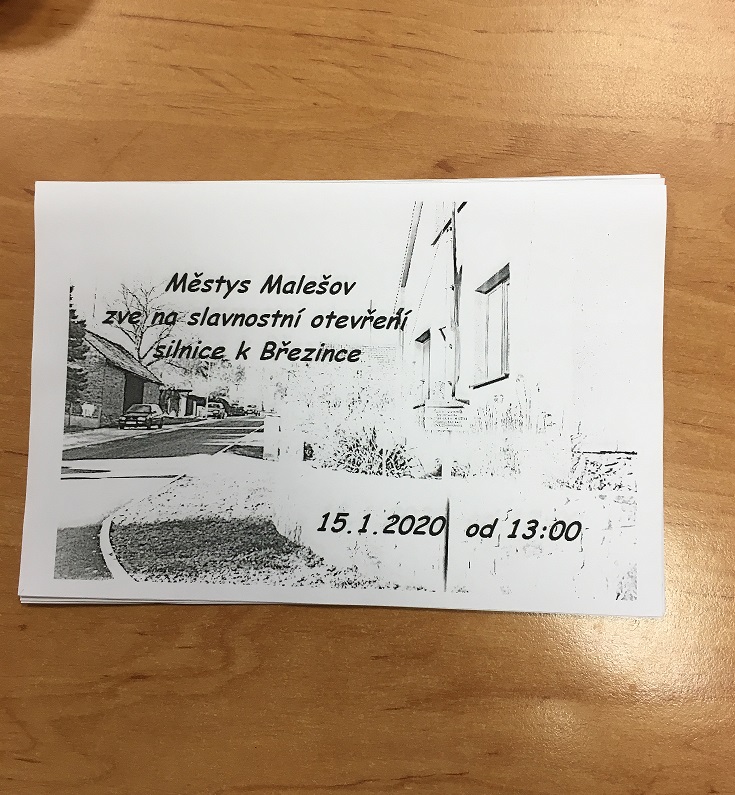 Městys Malešov
zve na slavnostní otevření
silnice k Březince
15.1.2020 od 13:00